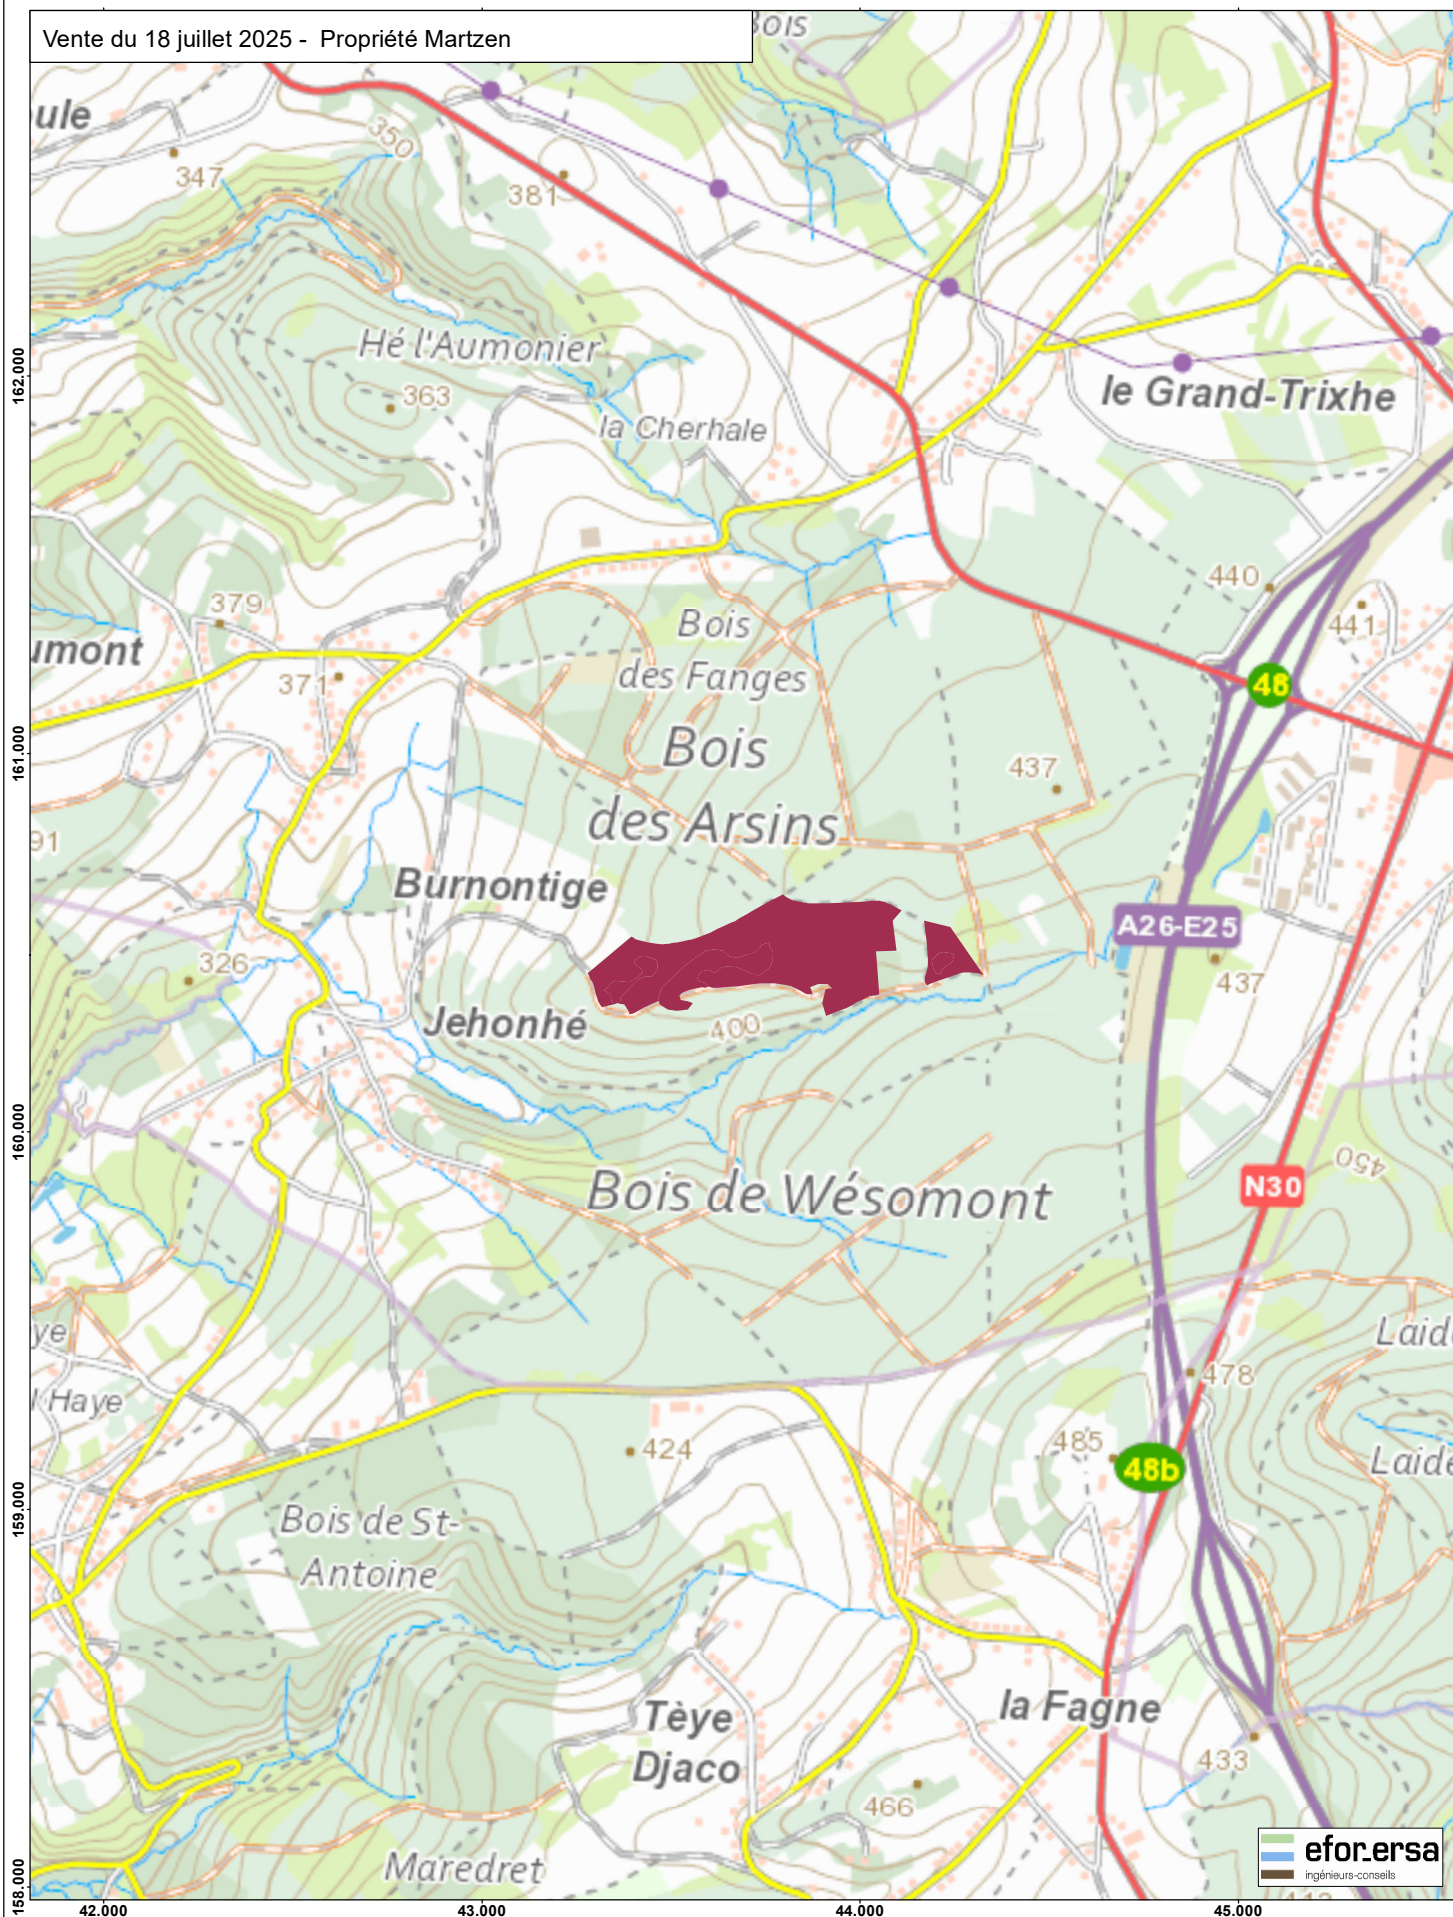 Vente du 18 juillet 2025 -  Propriété Martzen
ule
350
347
381
Hé l'Aumonier
363
la Cherhale
le Grand-Trixhe
162.000
440
441
379
umont
371
Bois
des Fanges
48
Bois
des Arsins
437
161.000
91
Burnontige
A26-E25
326
437
Jehonhé
400
160.000
450
Bois de Wésomont
N30
ye
Laid
l Haye
478
424
485
48b
159.000
Bois de St-
Antoine
Tèye
Djaco
la Fagne
433
466
Maredret
158.000
efor_ersa
ingénieurs-conseils
42.000
43.000
44.000
45.000